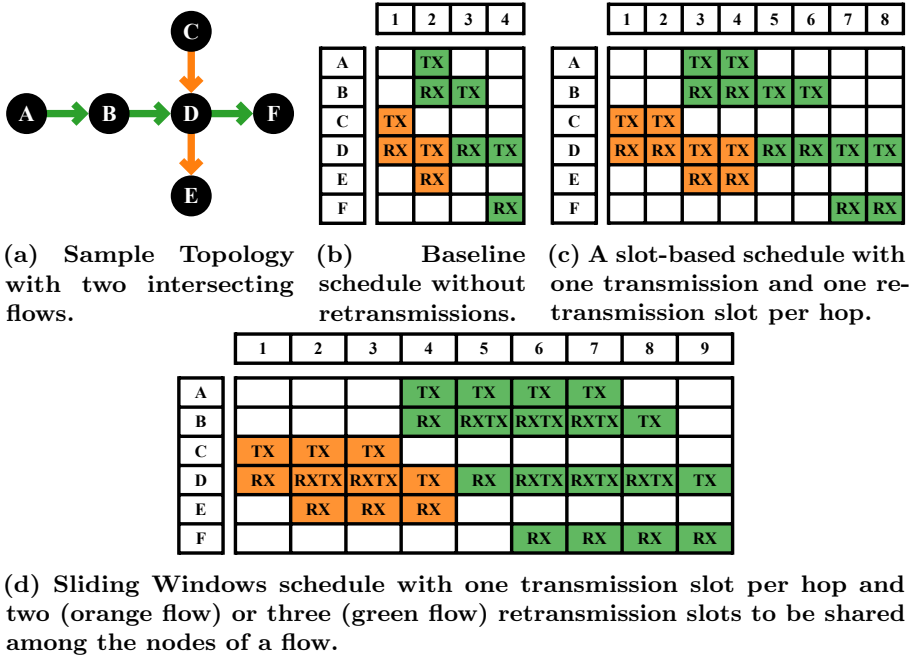 C
A B D F
E
(a) Sample Topology
with two intersecting
flows.
1 2 3 4
A TX
B RX TX
C TX
D RX TX RX TX
E RX
F RX
(b) Baseline
schedule without
retransmissions.
1 2 3 4 5 6 7 8
A TX TX
B RX RX TX TX
C TX TX
D RX RX TX TX RX RX TX TX
E RX RX
F RX RX
(c) A slot-based schedule with
one transmission and one re-
transmission slot per hop.
1 2 3 4 5 6 7 8 9
A TX TX TX TX
B RX RXTX RXTX RXTX TX
C TX TX TX
D RX RXTX RXTX TX RX RXTX RXTX RXTX TX
E RX RX RX
F RX RX RX RX
(d) Sliding Windows schedule with one transmission slot per hop and
two (orange flow) or three (green flow) retransmission slots to be shared
among the nodes of a flow.